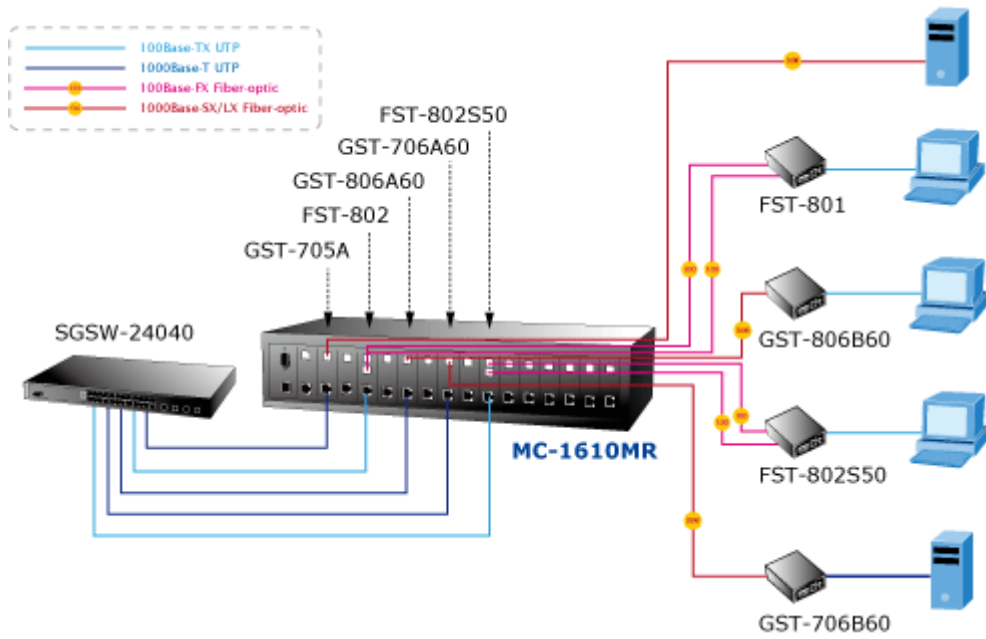 100Base-TX UTP
1000Base-T UTP
100Base-FX Fiber-optic
1000Base-SX/LX Fiber-optic
FST-802S50
GST-706A60
GST-806A60
FST-802
GST-705A
SGSW-24040
MC-1610MR
FST-801
GST-806B60
FST-802S50
GST-706B60